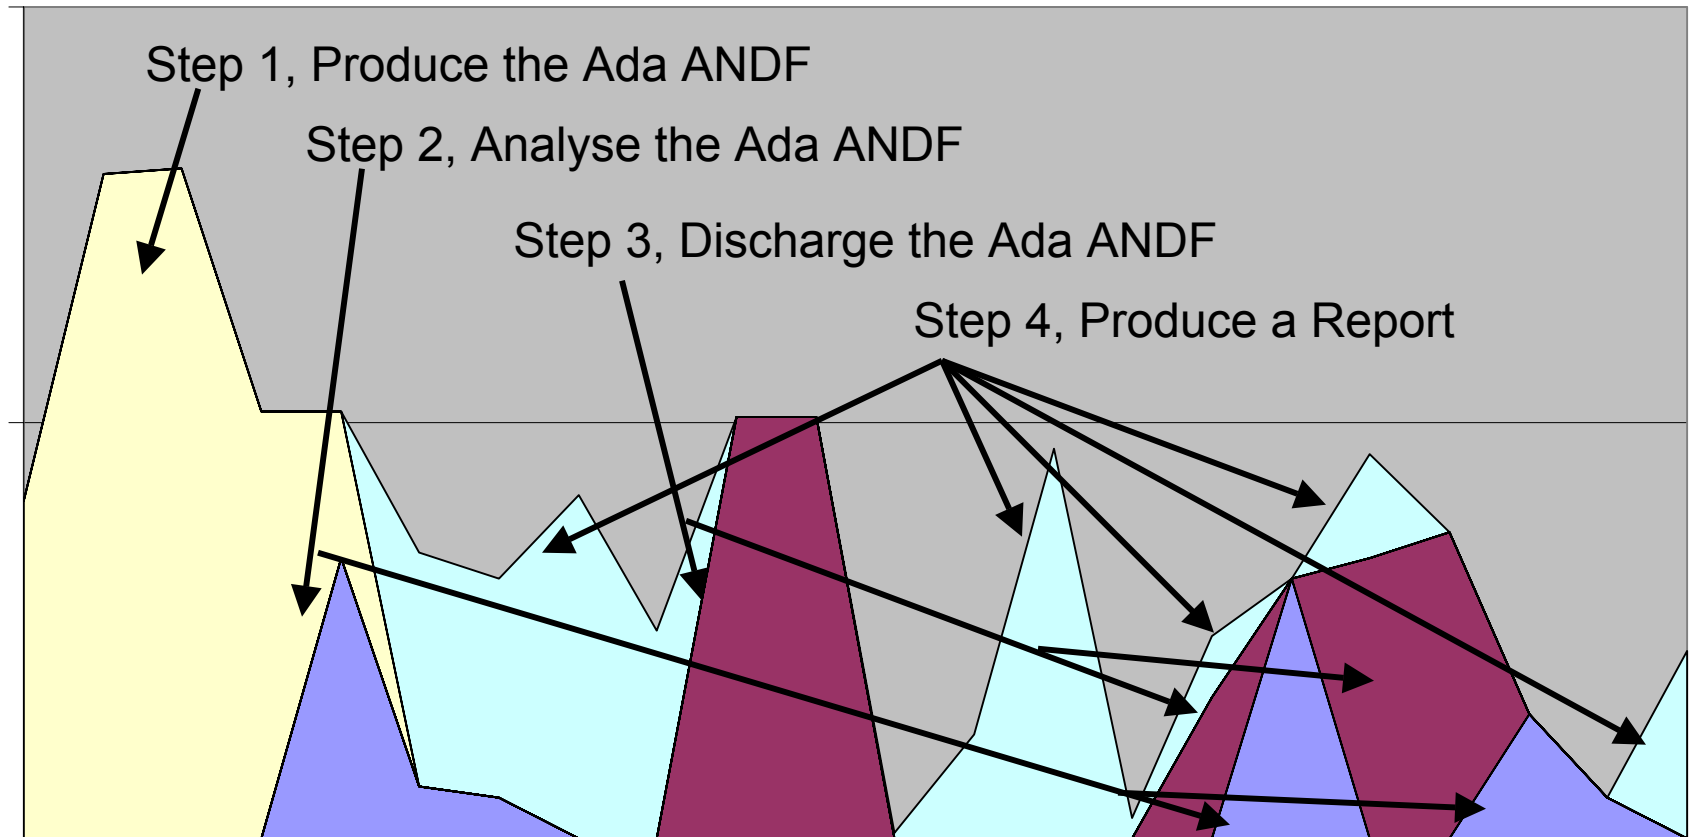 Step 1, Produce the Ada ANDF
Step 2, Analyse the Ada ANDF
Step 3, Discharge the Ada ANDF
Step 4, Produce a Report